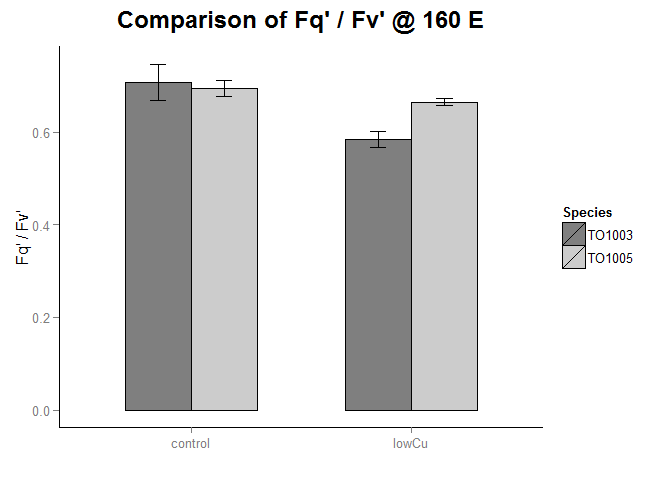 Comparison of Fq' / Fv' @ 160 E
Fq' / Fv'
0.6
0.4
0.2
0.0
control
lowCu
Species
TO1003
TO1005